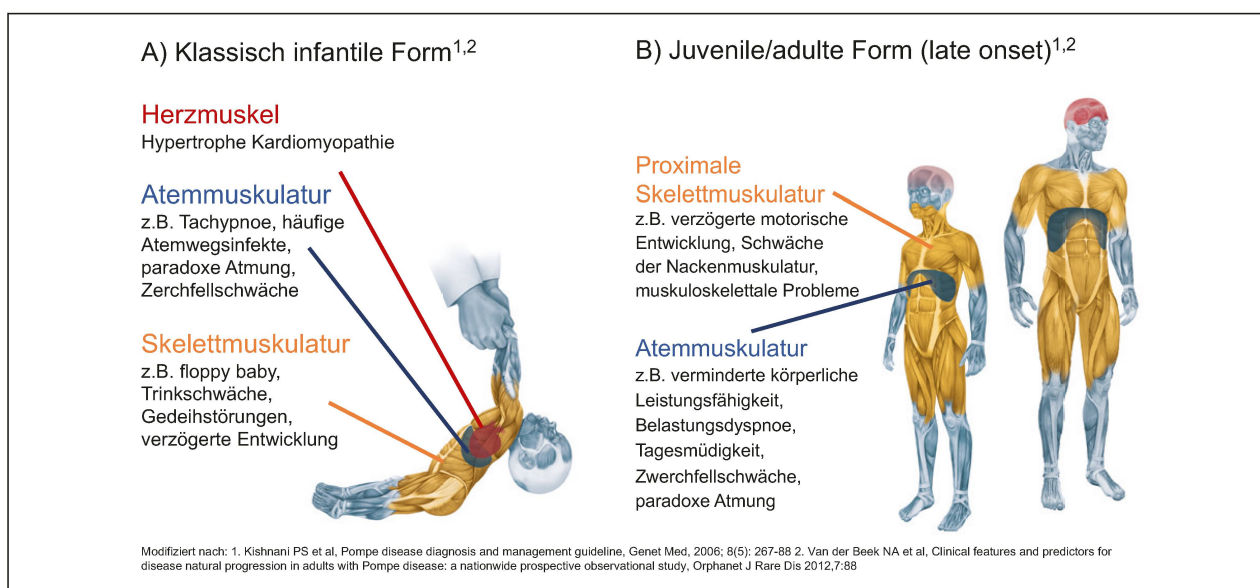 A) Klassisch infantile Form1,2
Herzmuskel
Hypertrophe Kardiomyopathie
Atemmuskulatur
z.B. Tachypnoe, häufige
Atemwegsinfekte,
paradoxe Atmung,
Zerchfellschwäche
Skelettmuskulatur
z.B. floppy baby,
Trinkschwäche,
Gedeihstörungen,
verzögerte Entwicklung
B) Juvenile/adulte Form (late onset)1,2
Proximale
Skelettmuskulatur
z.B. verzögerte motorische
Entwicklung, Schwäche
der Nackenmuskulatur,
muskuloskelettale Probleme
Atemmuskulatur
z.B. verminderte körperliche
Leistungsfähigkeit,
Belastungsdyspnoe,
Tagesmüdigkeit,
Zwerchfellschwäche,
paradoxe Atmung
Modifiziert nach: 1. Kishnani PS et al, Pompe disease diagnosis and management guideline, Genet Med, 2006; 8(5): 267-88 2. Van der Beek NA et al, Clinical features and predictors for
disease natural progression in adults with Pompe disease: a nationwide prospective observational study, Orphanet J Rare Dis 2012,7:88